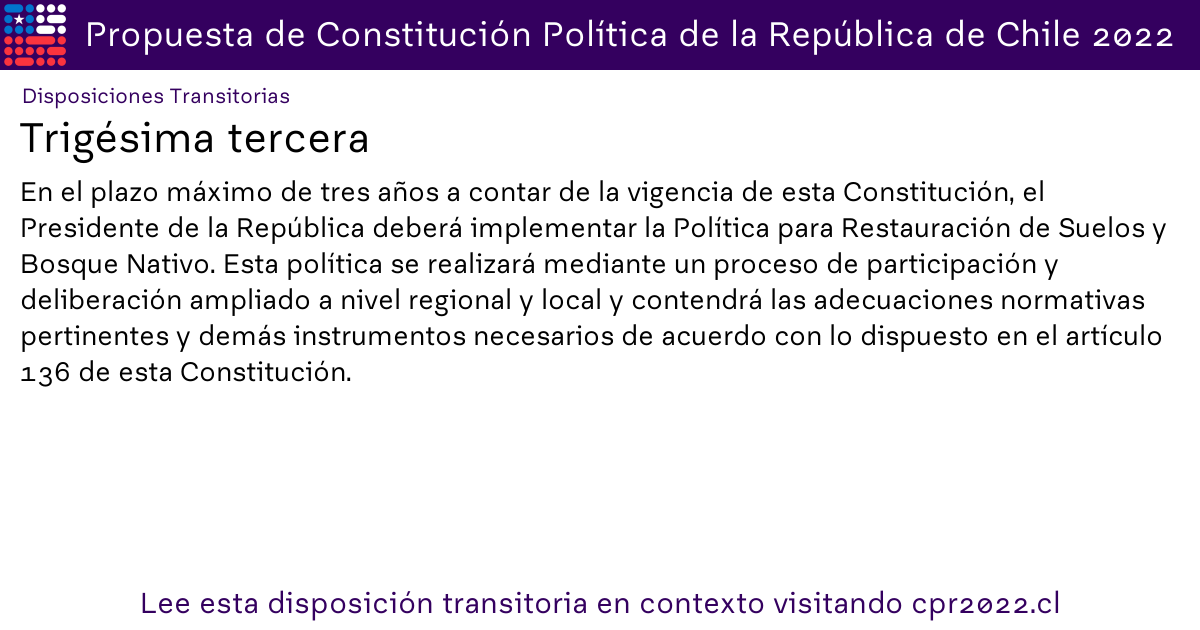 Propuesta de Constitución Política de la República de Chile 2022
Disposiciones Transitorias
Trigésima tercera
En el plazo máximo de tres años a contar de la vigencia de esta Constitución, el
Presidente de la República deberá implementar la Política para Restauración de Suelos y
Bosque Nativo. Esta política se realizará mediante un proceso de participación y
deliberación ampliado a nivel regional y local y contendrá las adecuaciones normativas
pertinentes y demás instrumentos necesarios de acuerdo con lo dispuesto en el artículo
136 de esta Constitución.
Lee esta disposición transitoria en contexto visitando cpr2022.cl